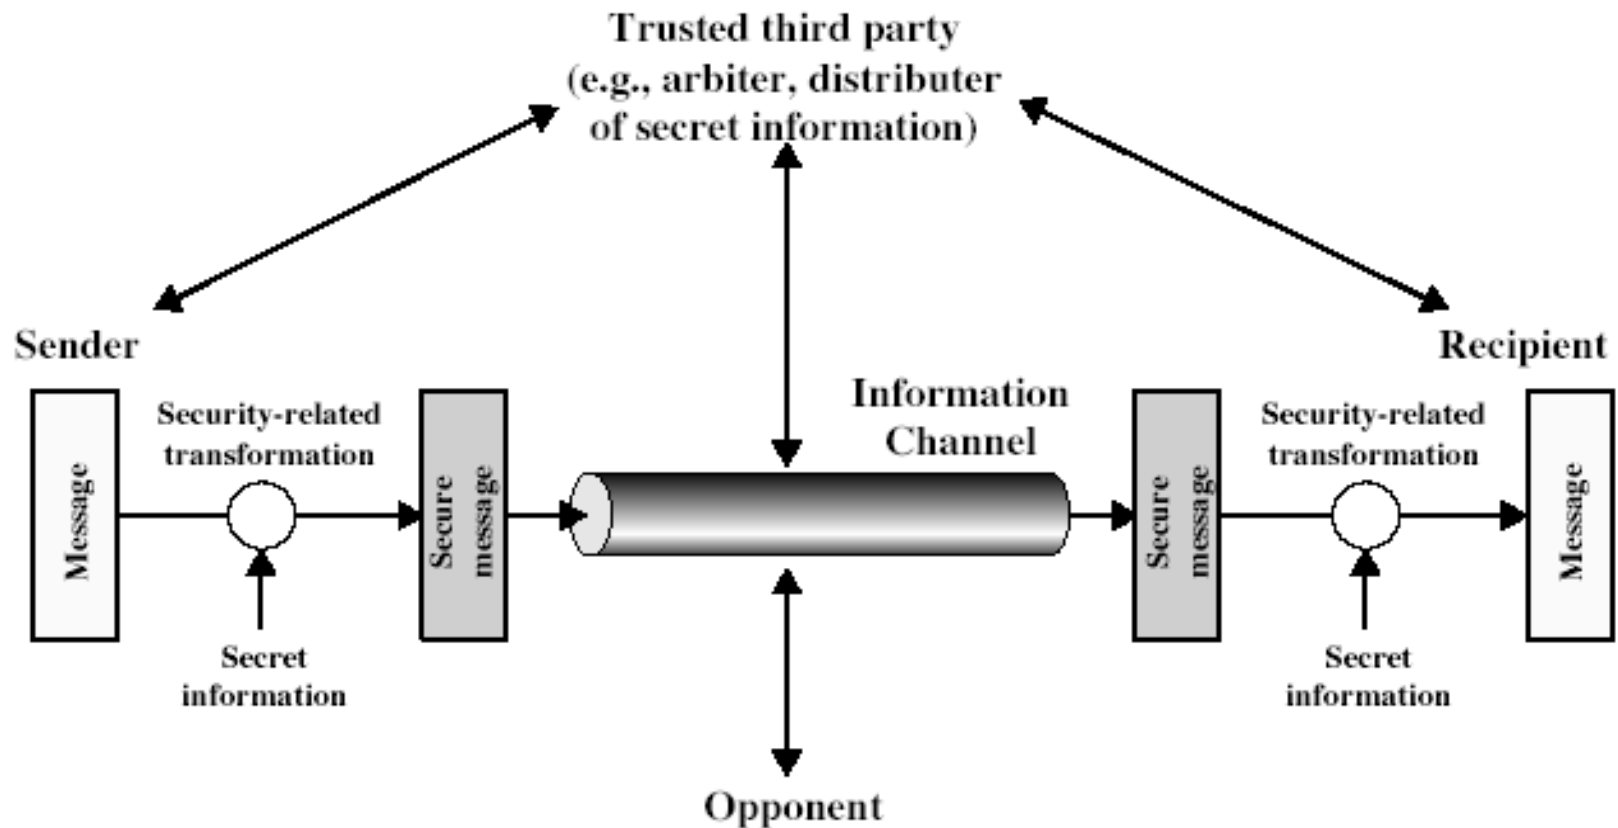 Trusted third party
(e.g., arbiter, distributer
of secret information)
Sender
Recipient
Information
Channel
Security-related
transformation
Security-related
transformation
Message
Secure
message
Secure
message
Message
Secret
information
Secret
information
Opponent